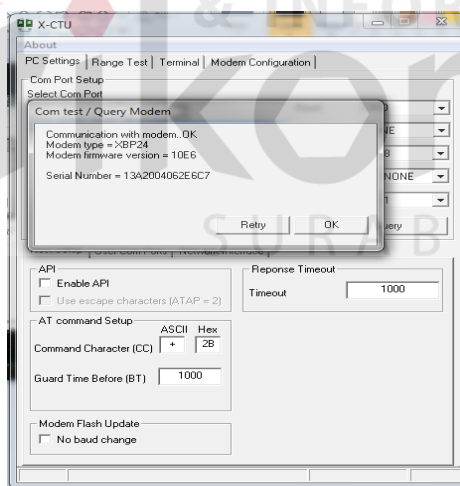 & INFO
X-CTU
About
PC Settings Range Test Terminal Modem Configuration
Com Port Setup
Select Com Port
Com test / Query Modem
Communication with modem..OK
Modem type = XBP24
Modem firmware version = 10E6
Serial Number = 13A2004062E6C7
Retry OK
NONE
SURAB
API
Enable API
Use escape characters (ATAP = 2)
Reponse Timeout
Timeout 1000
AT command Setup
ASCII Hex
Command Character (CC) + 2B
Guard Time Before (BT) 1000
Modem Flash Update
No baud change